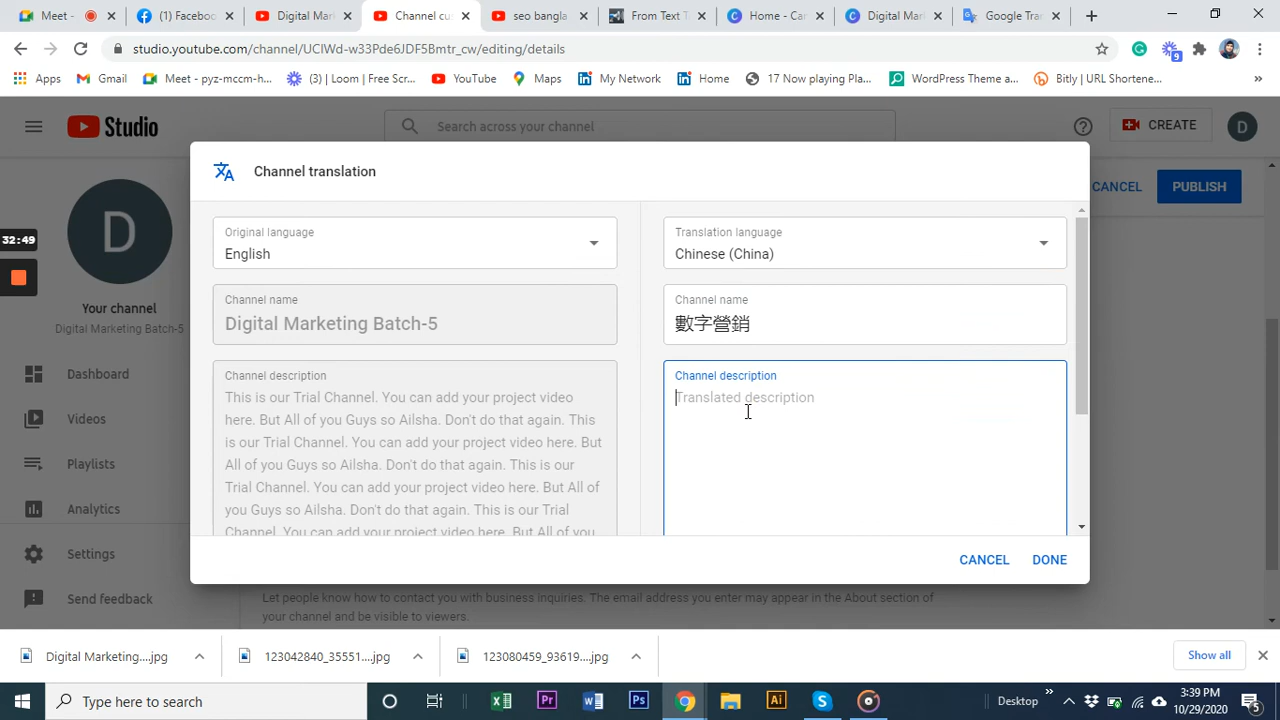 Meet -
(1) Facebo
Digital Mar
Channel cu
seo bangla
From Text T
Home - Car
Digital Mar
Google Tra
studio.youtube.com/channel/UClWd-w33Pde6JDF5Bmtr_cw/editing/details
9
Apps
Gmail
Meet - pyz-mccm-h...
(3) | Loom | Free Scr...
YouTube
Maps
My Network
Home
17 Now playing Pla...
WordPress Theme a...
Bitly | URL Shortene...
»
Studio
Search across your channel
CREATE
D
Channel translation
CANCEL
PUBLISH
D
32:49
Original language
English
Translation language
Chinese (China)
Your channel
Digital Marketing Batch-5
Channel name
Digital Marketing Batch-5
Channel name
數字營銷
Channel description
This is our Trial Channel. You can add your project video
here. But All of you Guys so Ailsha. Don't do that again. This
is our Trial Channel. You can add your project video here. But
All of you Guys so Ailsha. Don't do that again. This is our
Trial Channel. You can add your project video here. But All of
you Guys so Ailsha. Don't do that again. This is our Trial
Channel. You can add your project video here. But All of
Channel description
Translated description
Dashboard
Videos
Playlists
Analytics
Settings
Send feedback
CANCEL
DONE
Let people know how to contact you with business inquiries. The email address you enter may appear in the About section of
your channel and be visible to viewers.
Digital Marketing....jpg
123042840_35551....jpg
123080459_93619....jpg
Show all
Type here to search
Desktop
»
3:39 PM
10/29/2020
5